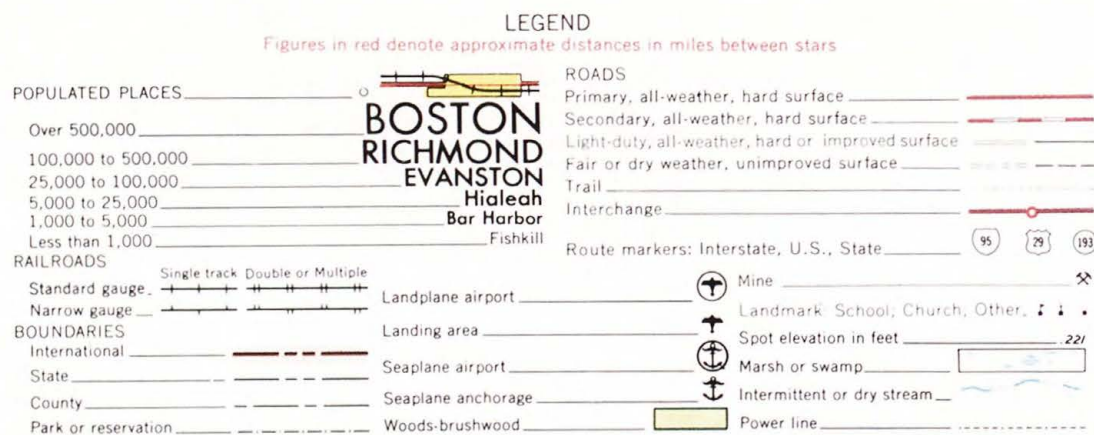 LEGEND
Figures in red denote approximate distances in miles between stars
POPULATED PLACES
Over 500,000 BOSTON
100,000 to 500,000 RICHMOND
25,000 to 100,000 EVANSTON
5,000 to 25,000 Hialeah
1,000 to 5,000 Bar Harbor
Less than 1,000 Fishkill
RAILROADS
Single track Double or Multiple
Standard gauge
Narrow gauge
BOUNDARIES
International
State
County
Park or reservation
Landplane airport
Landing area
Seaplane airport
Seaplane anchorage
Woods-brushwood
ROADS
Primary, all-weather, hard surface
Secondary, all-weather, hard surface
Light-duty, all-weather, hard or improved surface
Fair or dry weather, unimproved surface
Trail
Interchange
Route markers: Interstate, U.S., State 95 29 193
Mine
Landmark: School; Church; Other
Spot elevation in feet .221
Marsh or swamp
Intermittent or dry stream
Power line